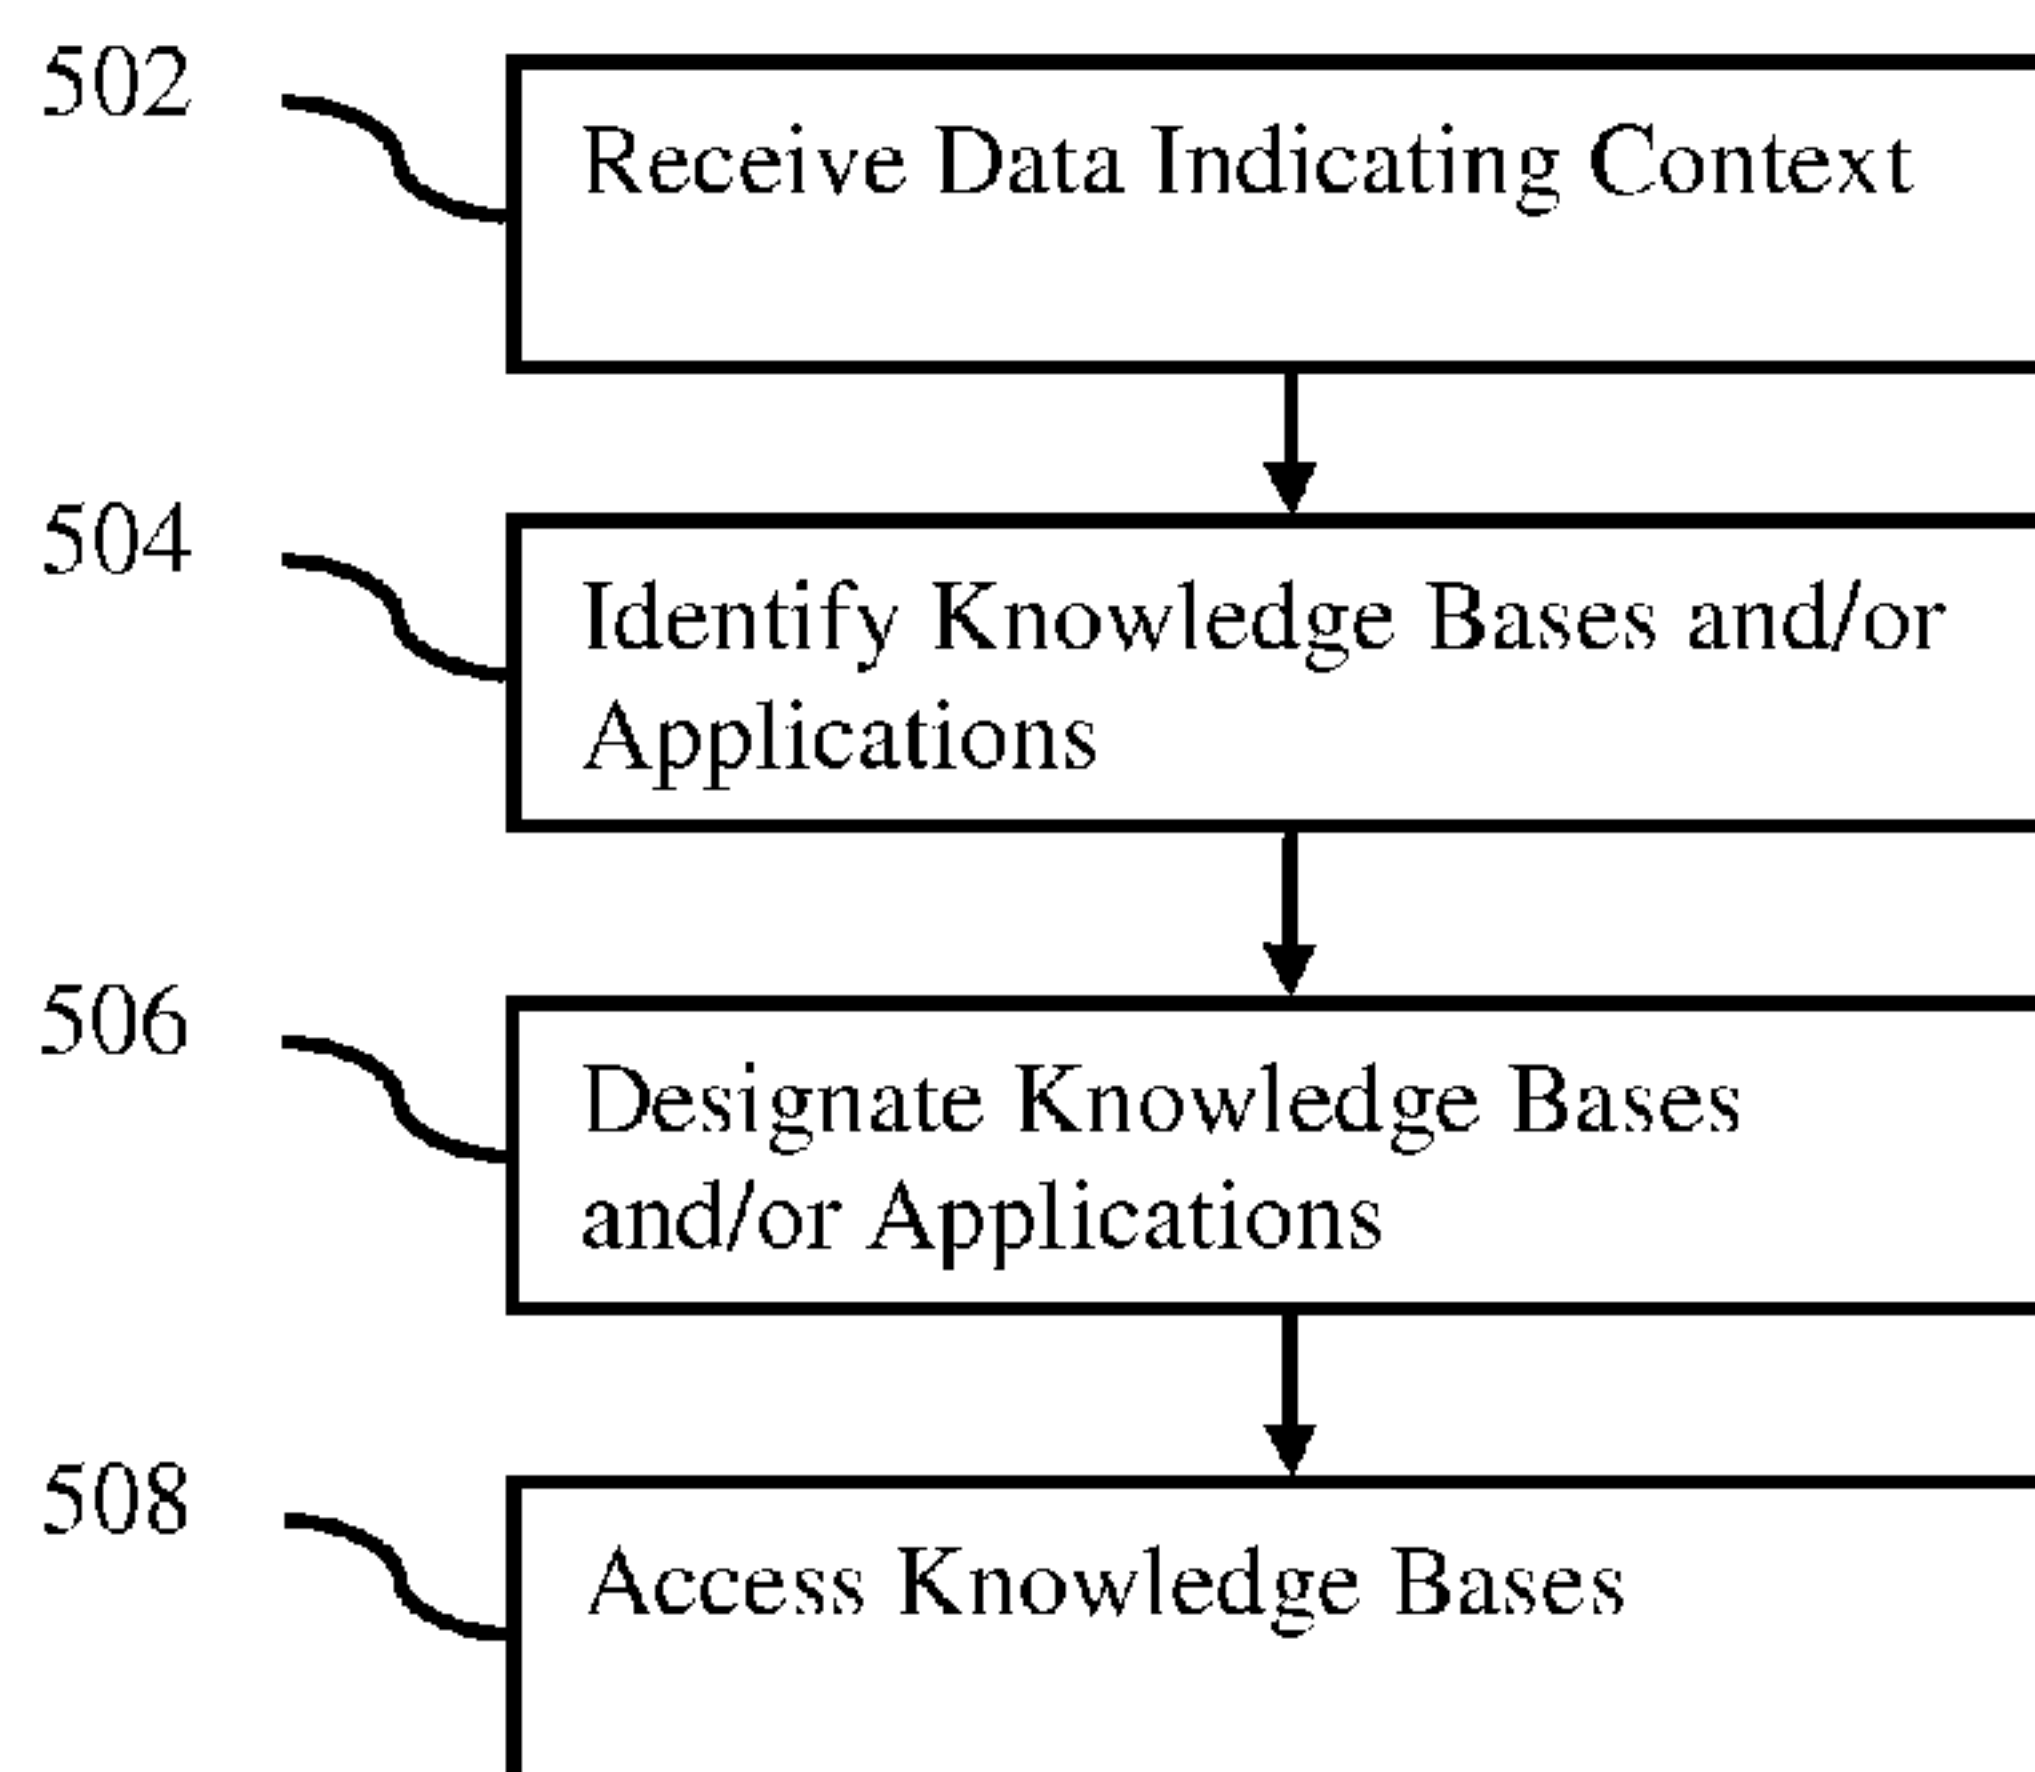 502
Receive Data Indicating Context
504
Identify Knowledge Bases and/or
Applications
506
Designate Knowledge Bases
and/or Applications
508
Access Knowledge Bases